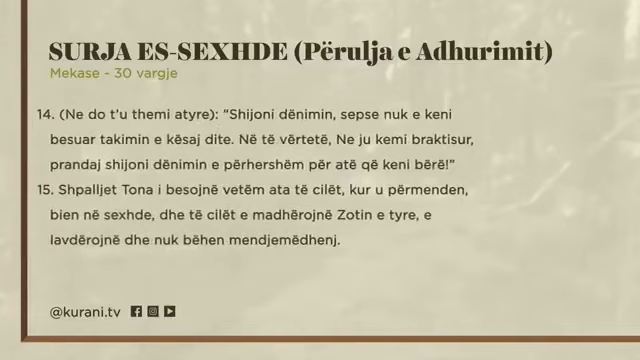 SURJA ES-SEXHDE (Përulja e Adhurimit)
Mekase - 30 vargje
14. (Ne do t'u themi atyre): "Shijoni dënimin, sepse nuk e keni
besuar takimin e kësaj dite. Në të vërtetë, Ne ju kemi braktisur,
prandaj shijoni dënimin e përhershëm për atë që keni bërë!"
15. Shpalljet Tona i besojnë vetëm ata të cilët, kur u përmenden,
bien në sexhde, dhe të cilët e madhërojnë Zotin e tyre, e
lavdërojnë dhe nuk bëhen mendjemëdhenj.
@kurani.tv